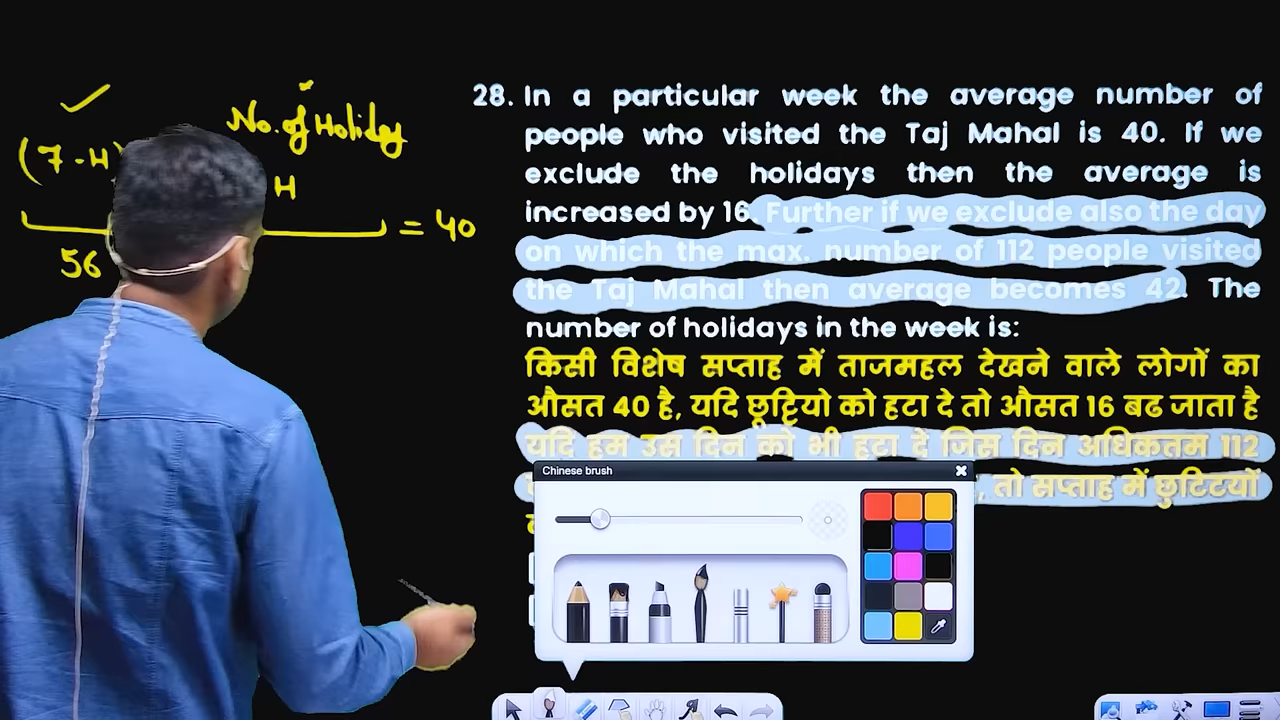 No. of Holiday
(7-H)
H
= 40
56
28. In a particular week the average number of
people who visited the Taj Mahal is 40. If we
exclude the holidays then the average is
increased by 16. Further if we exclude also the day
on which the max. number of 112 people visited
the Taj Mahal then average becomes 42. The
number of holidays in the week is:
किसी विशेष सप्ताह में ताजमहल देखने वाले लोगों का
औसत 40 है, यदि छूट्टियो को हटा दे तो औसत 16 बढ जाता है
यदि हम उस दिन को भी हटा दें जिस दिन अधिकतम 112
, तो सप्ताह में छुटिटयों
Chinese brush